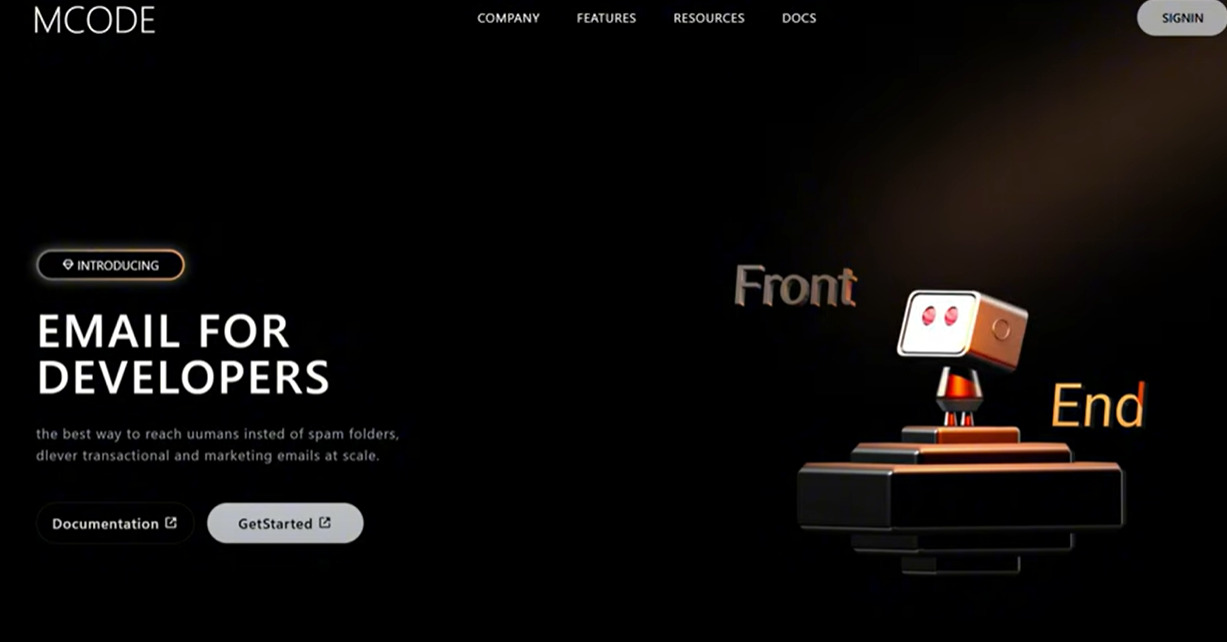 MCODE
COMPANY FEATURES RESOURCES DOCS
SIGNIN
INTRODUCING
EMAIL FOR
DEVELOPERS
the best way to reach uumans insted of spam folders,
dlever transactional and marketing emails at scale.
Documentation
GetStarted
Front
End